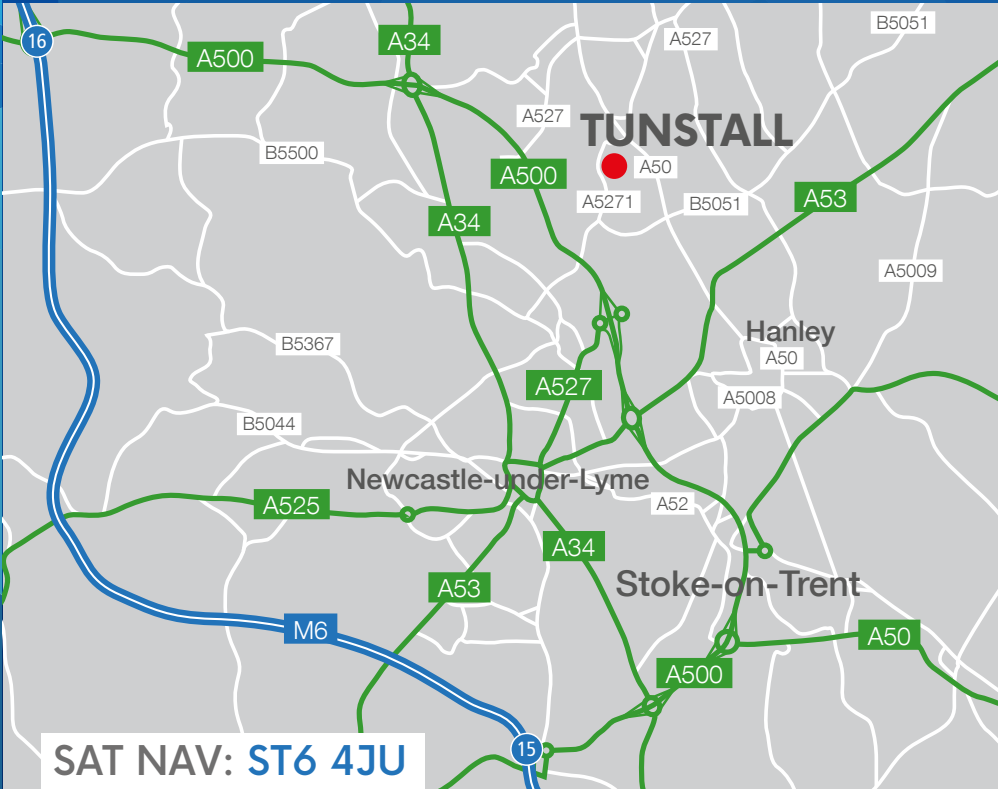 16
A500
A34
A527
B5051
A527
TUNSTALL
B5500
A500
A50
A5271
B5051
A53
A34
A5009
Hanley
B5367
A50
A527
A5008
B5044
Newcastle-under-Lyme
A525
A52
A34
A53
Stoke-on-Trent
M6
A50
A500
15
SAT NAV: ST6 4JU